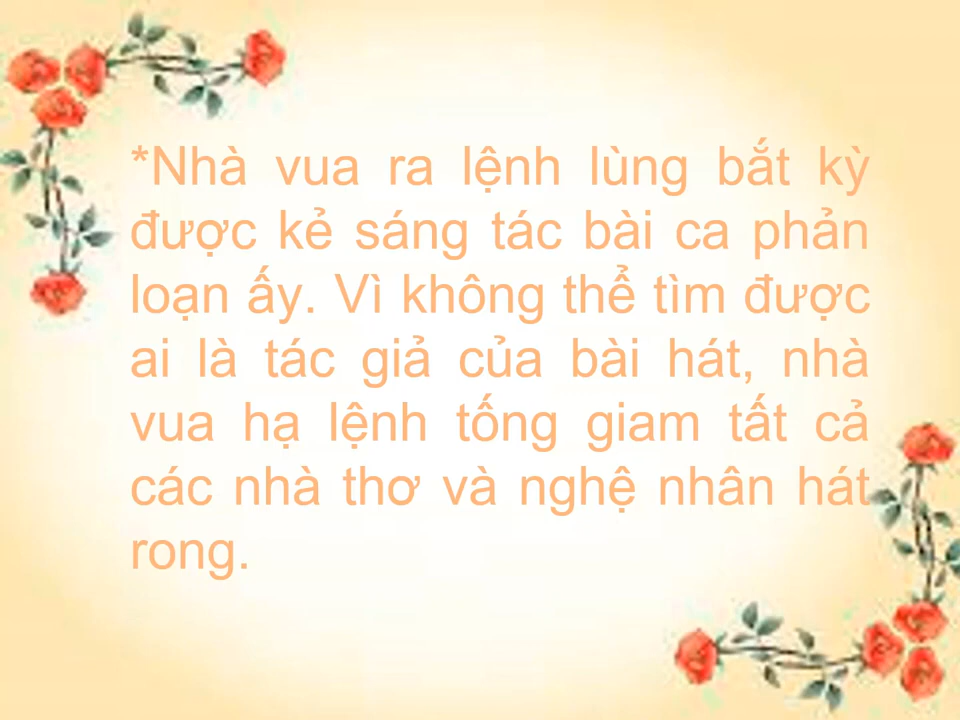 *Nhà vua ra lệnh lùng bắt kỳ
được kẻ sáng tác bài ca phản
loạn ấy. Vì không thể tìm được
ai là tác giả của bài hát, nhà
vua hạ lệnh tống giam tất cả
các nhà thơ và nghệ nhân hát
rong.